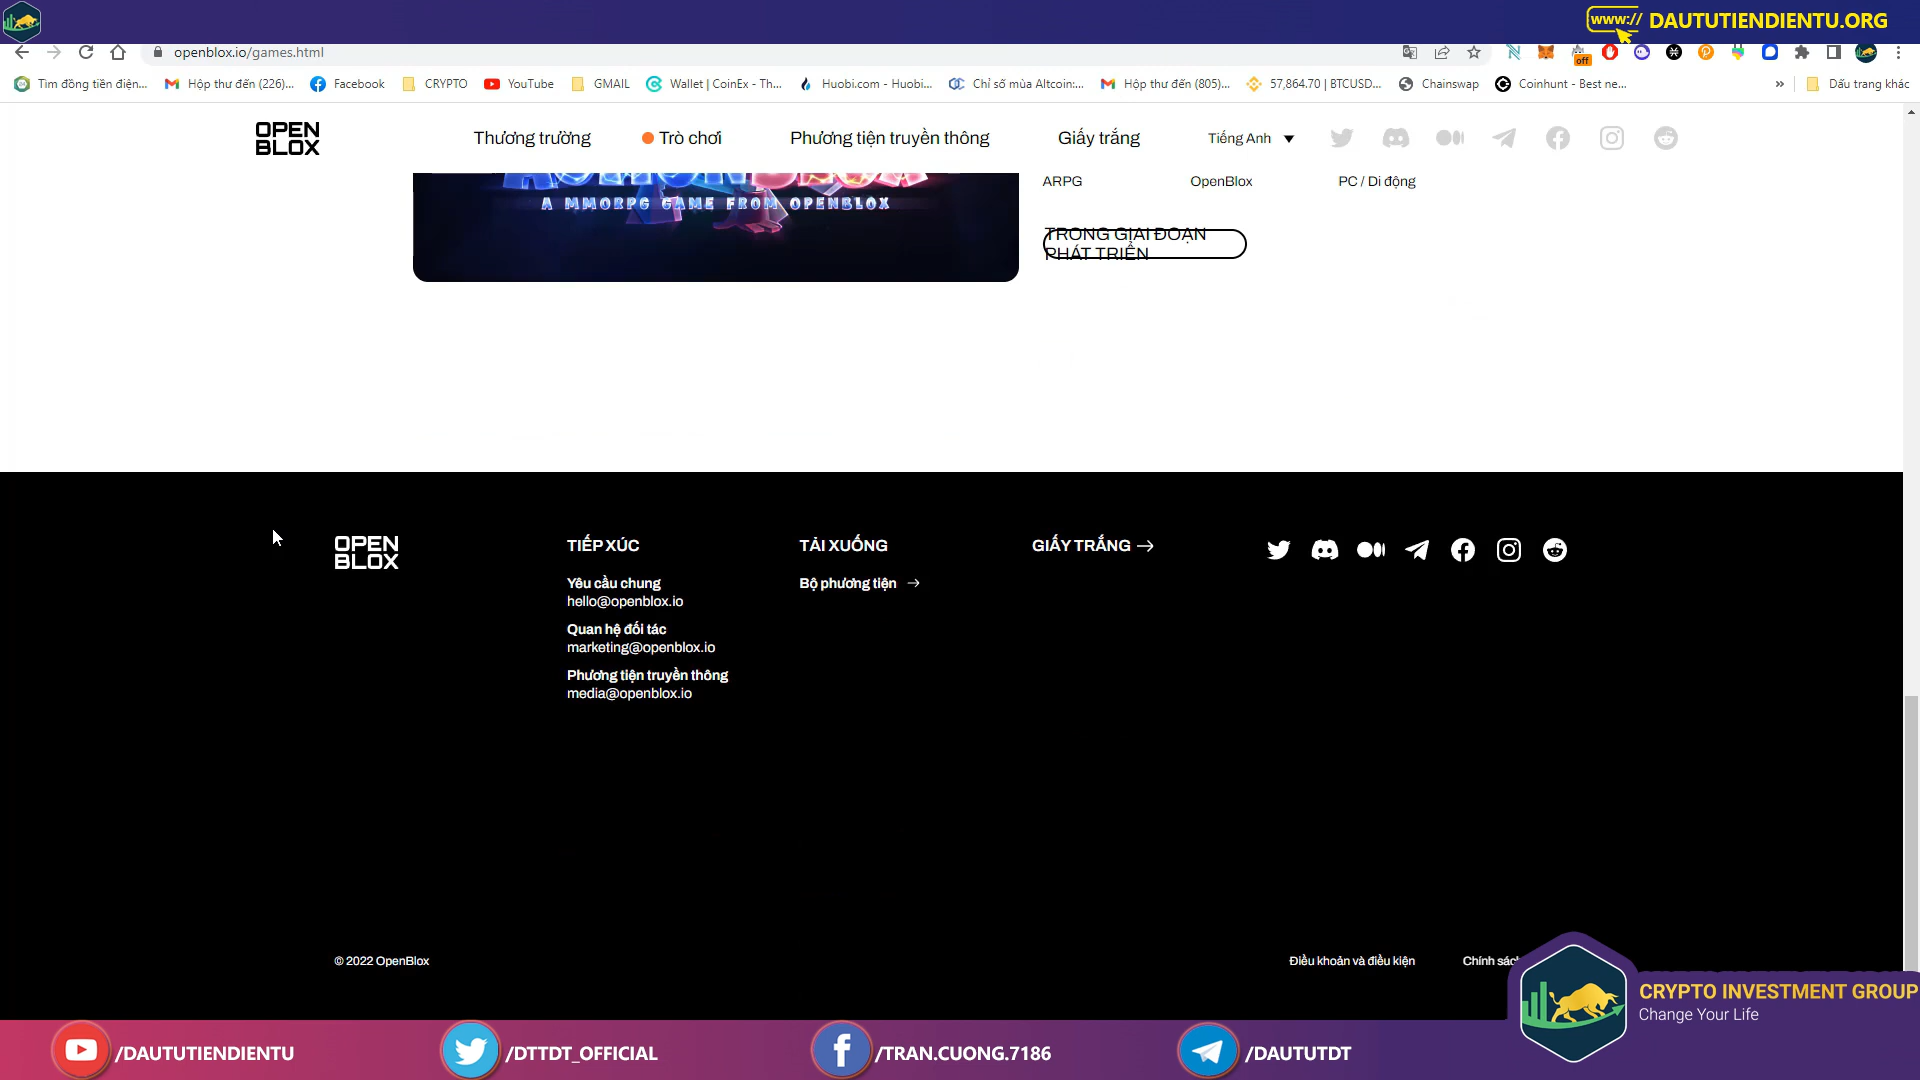 www:// DAUTUTIENDIENTU.ORG
openblox.io/games.html
off
Tìm đồng tiền điện...
Hộp thư đến (226)...
Facebook
CRYPTO
YouTube
GMAIL
Wallet | CoinEx - Th...
Huobi.com - Huobi...
Chỉ số mùa Altcoin:...
Hộp thư đến (805)...
57,864.70 | BTCUSD...
Chainswap
Coinhunt - Best ne...
»
Dấu trang khác
OPEN
BLOX
Thương trường
Trò chơi
Phương tiện truyền thông
Giấy trắng
Tiếng Anh
A MMORPG GAME FROM OPENBLOX
ARPG
OpenBlox
PC / Di động
TRONG GIAI ĐOẠN
PHÁT TRIỂN
OPEN
BLOX
TIẾP XÚC
Yêu cầu chung
hello@openblox.io
Quan hệ đối tác
marketing@openblox.io
Phương tiện truyền thông
media@openblox.io
TẢI XUỐNG
Bộ phương tiện →
GIẤY TRẮNG →
© 2022 OpenBlox
Điều khoản và điều kiện
Chính sách
CRYPTO INVESTMENT GROUP
Change Your Life
/DAUTUTIENDIENTU
/DTTDT_OFFICIAL
/TRAN.CUONG.7186
/DAUTUTDT